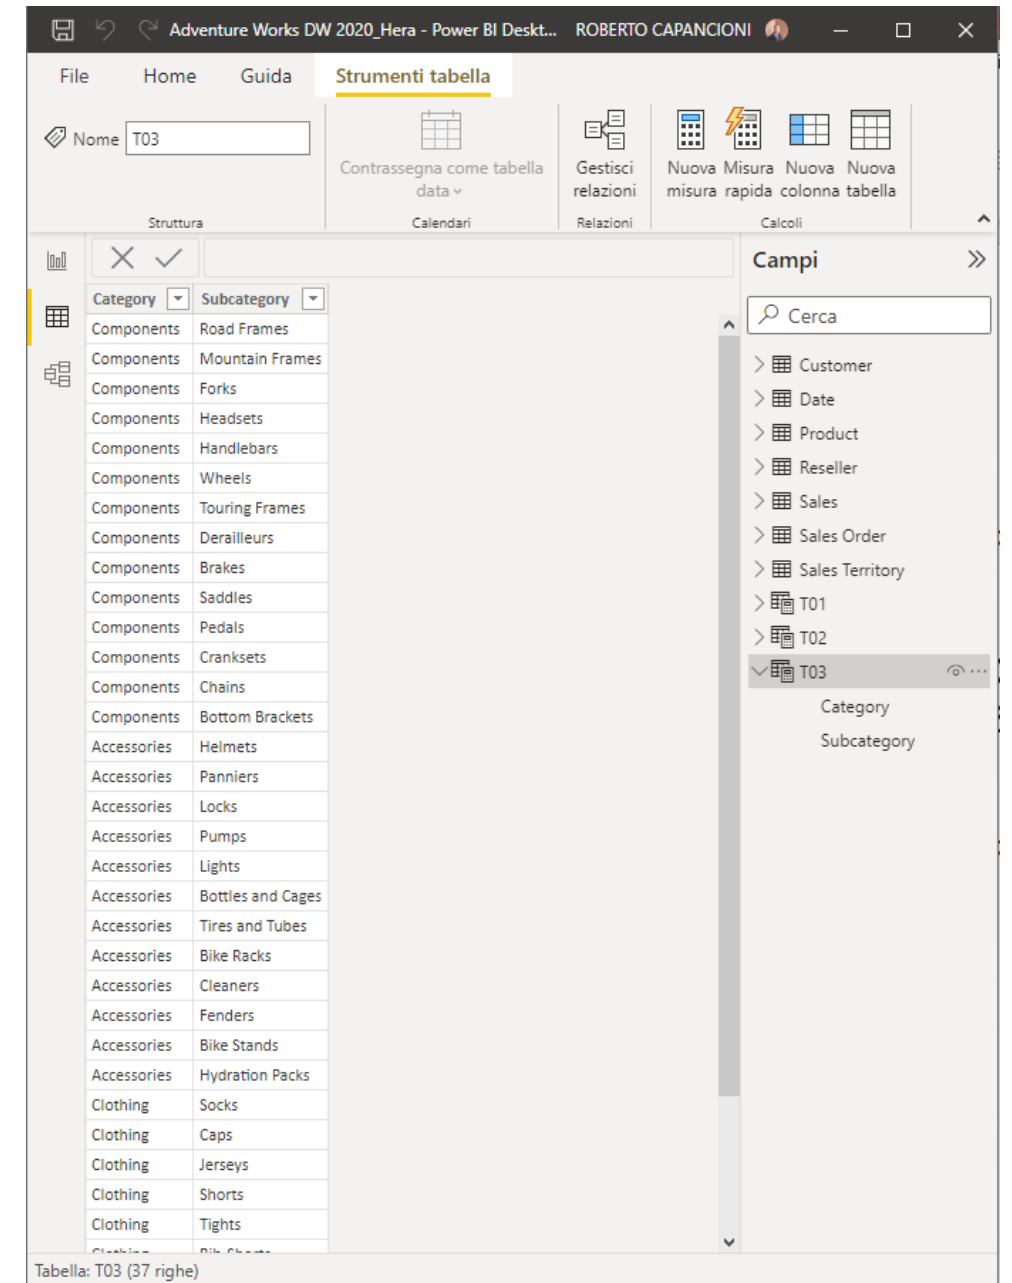 Adventure Works DW 2020_Hera - Power BI Deskt... ROBERTO CAPANCIONI
File Home Guida Strumenti tabella
Nome T03
Contrassegna come tabella data
Gestisci relazioni
Nuova misura
Misura rapida
Nuova colonna
Nuova tabella
Struttura Calendari Relazioni Calcoli
Category Subcategory
Components Road Frames
Components Mountain Frames
Components Forks
Components Headsets
Components Handlebars
Components Wheels
Components Touring Frames
Components Derailleurs
Components Brakes
Components Saddles
Components Pedals
Components Cranksets
Components Chains
Components Bottom Brackets
Accessories Helmets
Accessories Panniers
Accessories Locks
Accessories Pumps
Accessories Lights
Accessories Bottles and Cages
Accessories Tires and Tubes
Accessories Bike Racks
Accessories Cleaners
Accessories Fenders
Accessories Bike Stands
Accessories Hydration Packs
Clothing Socks
Clothing Caps
Clothing Jerseys
Clothing Shorts
Clothing Tights
Clothing Bib-Shorts
Campi
Cerca
Customer
Date
Product
Reseller
Sales
Sales Order
Sales Territory
T01
T02
T03
Category
Subcategory
Tabella: T03 (37 righe)